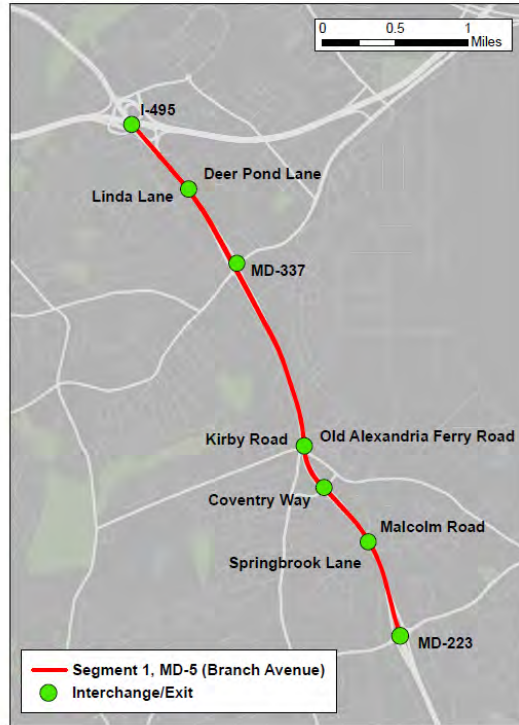 0 0.5 1
Miles
I-495
Deer Pond Lane
Linda Lane
MD-337
Kirby Road
Old Alexandria Ferry Road
Coventry Way
Malcolm Road
Springbrook Lane
MD-223
Segment 1, MD-5 (Branch Avenue)
Interchange/Exit